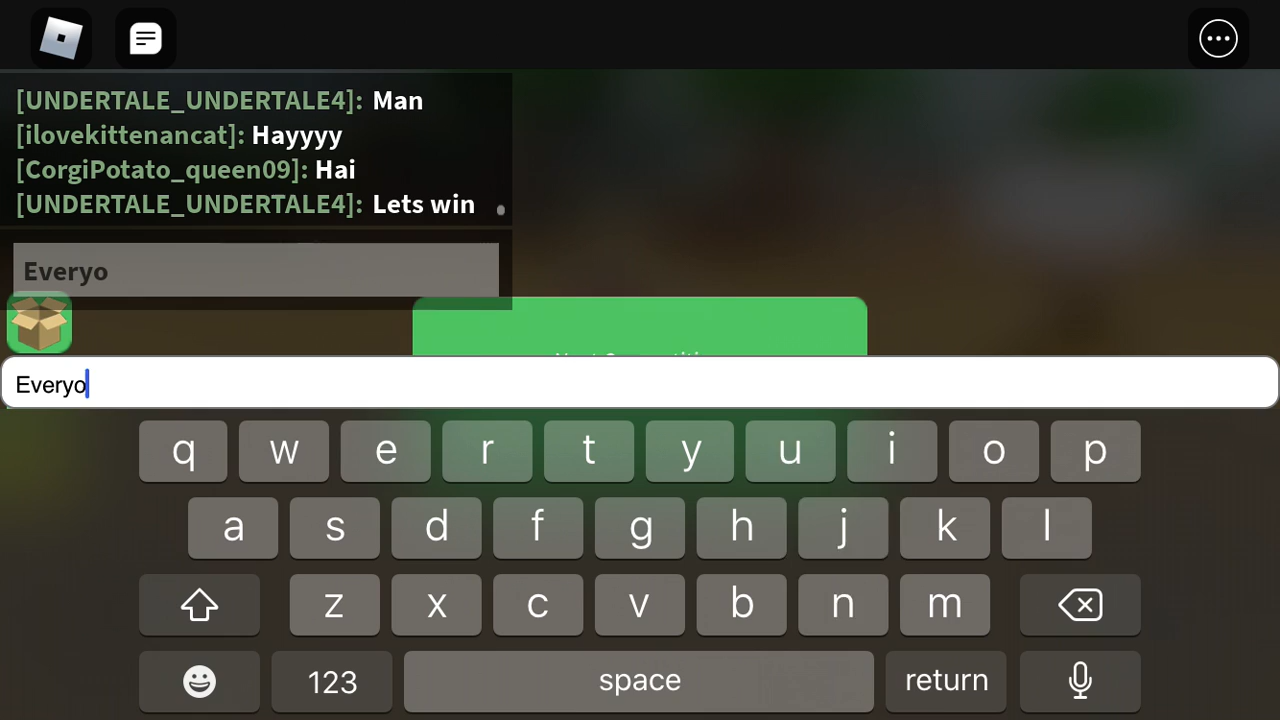 [UNDERTALE_UNDERTALE4]: Man
[ilovekittenancat]: Hayyyy
[CorgiPotato_queen09]: Hai
[UNDERTALE_UNDERTALE4]: Lets win
Everyo
Everyo
q w e r t y u i o p
a s d f g h j k l
z x c v b n m
123 space return